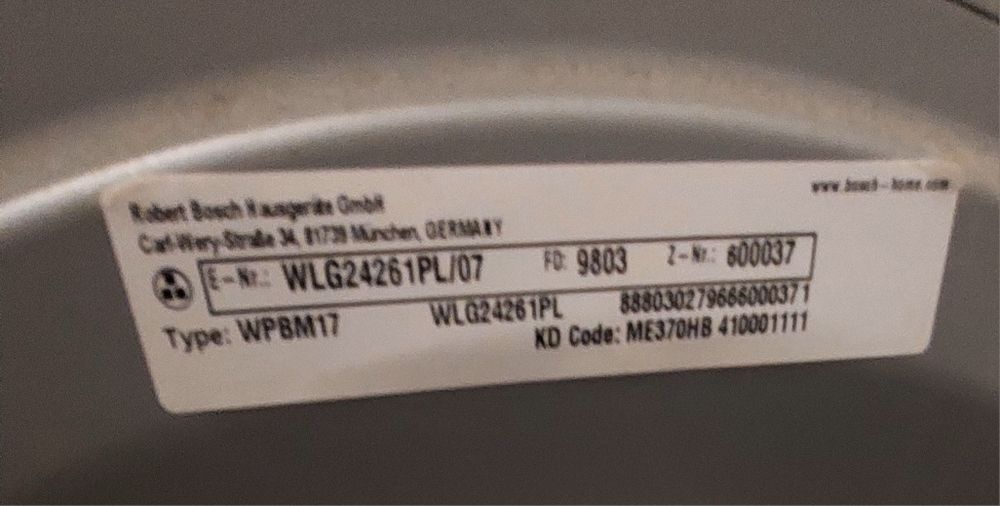 www.bosch-home.com
Robert Bosch Hausgeräte GmbH
Carl-Wery-Straße 34, 81739 München, GERMANY
E-Nr.: WLG24261PL/07 FD: 9803 Z-Nr.: 600037
Type: WPBM17 WLG24261PL 888030279666000371
KD Code: ME370HB 410001111